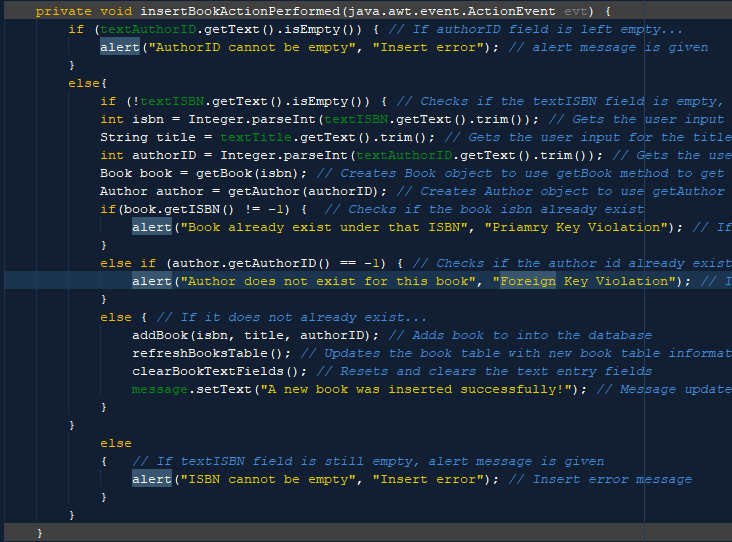 private void insertBookActionPerformed(java.awt.event.ActionEvent evt) {
if (textAuthorID.getText().isEmpty()) { // If authorID field is left empty...
alert("AuthorID cannot be empty", "Insert error"); // alert message is given
}
else{
if (!textISBN.getText().isEmpty()) { // Checks if the textISBN field is empty,
int isbn = Integer.parseInt(textISBN.getText().trim()); // Gets the user input
String title = textTitle.getText().trim(); // Gets the user input for the title
int authorID = Integer.parseInt(textAuthorID.getText().trim()); // Gets the use
Book book = getBook(isbn); // Creates Book object to use getBook method to get
Author author = getAuthor(authorID); // Creates Author object to use getAuthor
if(book.getISBN() != -1) { // Checks if the book isbn already exist
alert("Book already exist under that ISBN", "Priamry Key Violation"); // If
}
else if (author.getAuthorID() == -1) { // Checks if the author id already exist
alert("Author does not exist for this book", "Foreign Key Violation"); // I
}
else { // If it does not already exist...
addBook(isbn, title, authorID); // Adds book to into the database
refreshBooksTable(); // Updates the book table with new book table informat
clearBookTextFields(); // Resets and clears the text entry fields
message.setText("A new book was inserted successfully!"); // Message update
}
}
else
{ // If textISBN field is still empty, alert message is given
alert("ISBN cannot be empty", "Insert error"); // Insert error message
}
}
}